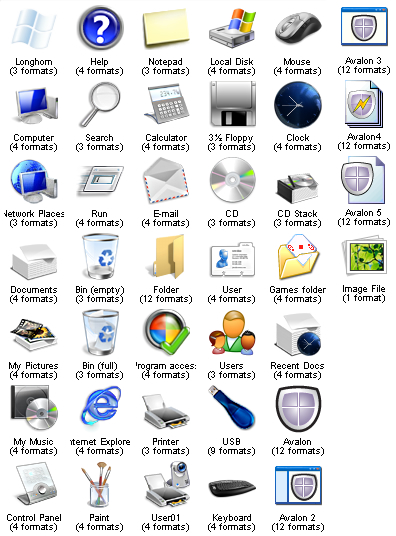 Longhorn Help Notepad Local Disk Mouse Avalon 3
(3 formats) (4 formats) (3 formats) (4 formats) (4 formats) (12 formats)
234.76
Computer Search Calculator 3½ Floppy Clock Avalon4
(4 formats) (3 formats) (4 formats) (3 formats) (4 formats) (12 formats)
Network Places Run E-mail CD CD Stack Avalon 5
(3 formats) (4 formats) (4 formats) (3 formats) (3 formats) (12 formats)
Documents Bin (empty) Folder User Games folder Image File
(4 formats) (3 formats) (12 formats) (4 formats) (4 formats) (1 format)
My Pictures Bin (full) rogram access Users Recent Docs
(4 formats) (3 formats) (4 formats) (3 formats) (4 formats)
My Music nternet Explore Printer USB Avalon
(4 formats) (4 formats) (3 formats) (9 formats) (12 formats)
Control Panel Paint User01 Keyboard Avalon 2
(4 formats) (4 formats) (4 formats) (4 formats) (12 formats)